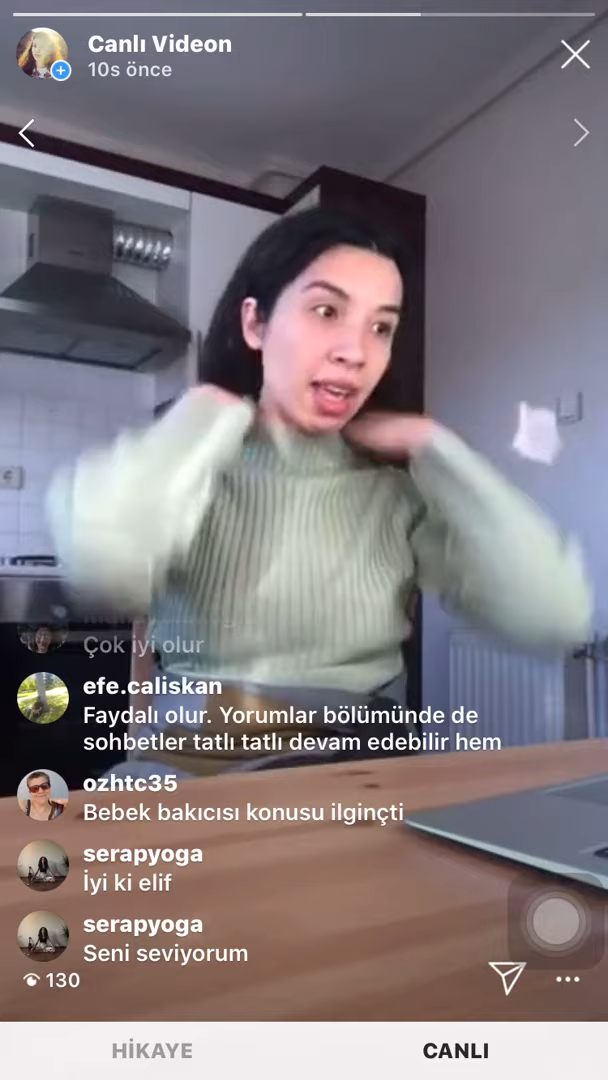 Canlı Videon
10s önce
Çok iyi olur
efe.caliskan
Faydalı olur. Yorumlar bölümünde de
sohbetler tatlı tatlı devam edebilir hem
ozhtc35
Bebek bakıcısı konusu ilginçti
serapyoga
İyi ki elif
serapyoga
Seni seviyorum
130
HİKAYE
CANLI